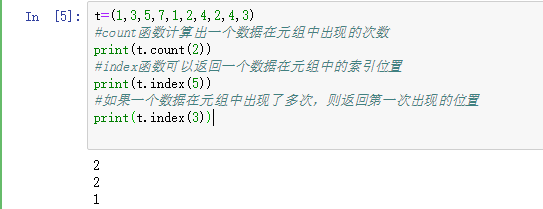 In [5]: t=(1,3,5,7,1,2,4,2,4,3)
#count函数计算出一个数据在元组中出现的次数
print(t.count(2))
#index函数可以返回一个数据在元组中的索引位置
print(t.index(5))
#如果一个数据在元组中出现了多次，则返回第一次出现的位置
print(t.index(3))
2
2
1